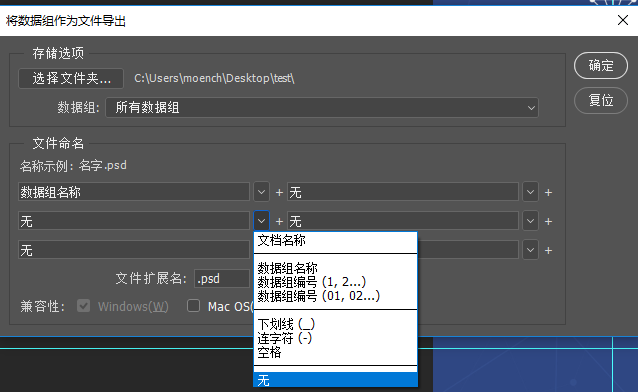 将数据组作为文件导出
存储选项
选择文件夹... C:\Users\moench\Desktop\test\
确定
数据组: 所有数据组
复位
文件命名
名称示例: 名字.psd
数据组名称 + 无 +
无 + 无 +
无 +
文档名称
数据组名称
数据组编号 (1, 2...)
数据组编号 (01, 02...)
下划线 (_)
连字符 (-)
空格
无
文件扩展名: .psd
兼容性: Windows(W) Mac OS(